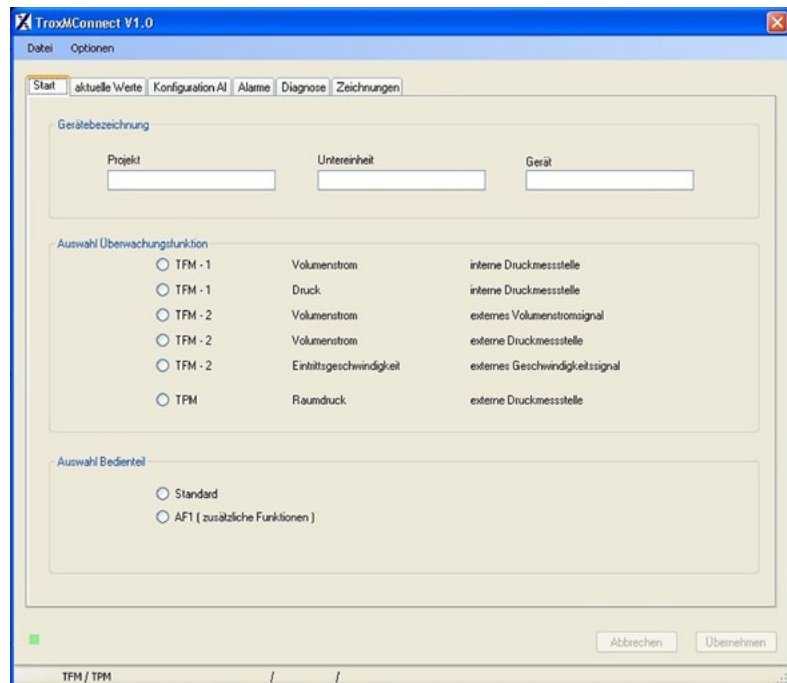 TroxMConnect V1.0
Datei Optionen
Start aktuelle Werte Konfiguration AI Alarme Diagnose Zeichnungen
Gerätebezeichnung
Projekt Untereinheit Gerät
Auswahl Überwachungsfunktion
TFM - 1 Volumenstrom interne Druckmessstelle
TFM - 1 Druck interne Druckmessstelle
TFM - 2 Volumenstrom externes Volumenstromsignal
TFM - 2 Volumenstrom externe Druckmessstelle
TFM - 2 Eintrittsgeschwindigkeit externes Geschwindigkeitssignal
TPM Raumdruck externe Druckmessstelle
Auswahl Bedienteil
Standard
AF1 ( zusätzliche Funktionen )
Abbrechen Übernehmen
TFM / TPM / /